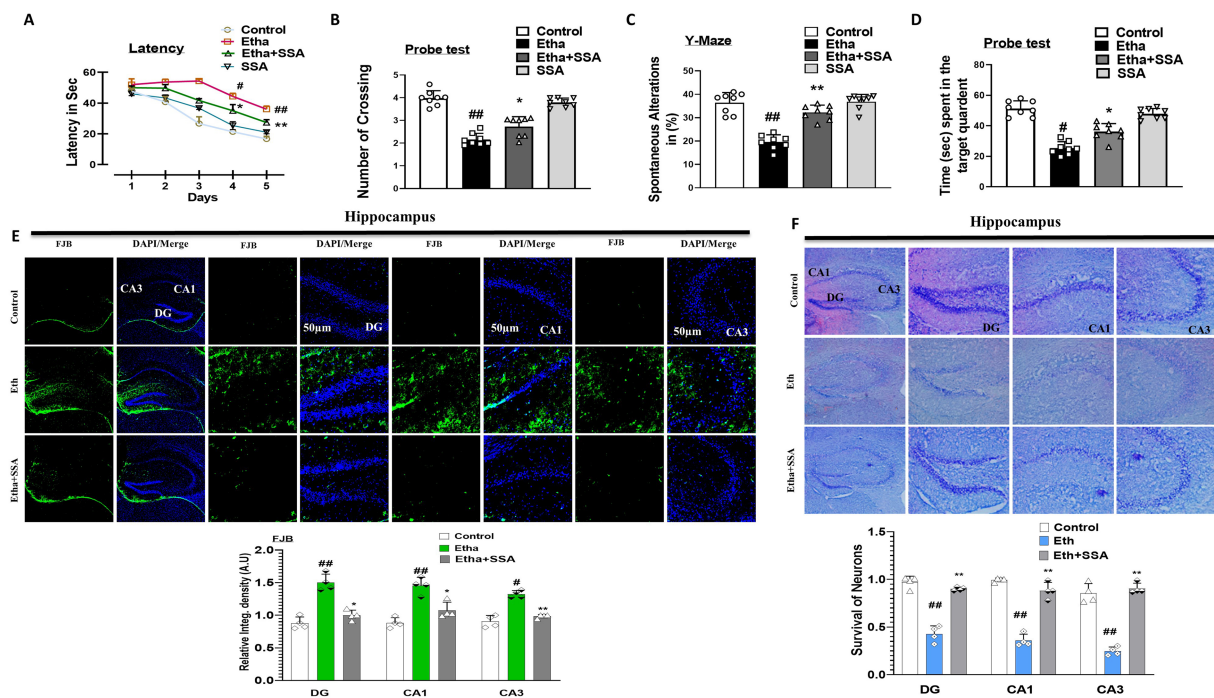 A
Latency
Control
Etha
Etha+SSA
SSA
Latency in Sec
60
40
20
0
#
*
##
**
1 2 3 4 5
Days
B
Probe test
Control
Etha
Etha+SSA
SSA
Number of Crossing
5
4
3
2
1
0
##
*
C
Y-Maze
Control
Etha
Etha+SSA
SSA
Spontaneous Alterations
in (%)
50
40
30
20
10
0
##
**
D
Probe test
Control
Etha
Etha+SSA
SSA
Time (sec) spent in the
target quardent
80
60
40
20
0
#
*
E
Hippocampus
FJB DAPI/Merge FJB DAPI/Merge FJB DAPI/Merge FJB DAPI/Merge
Control
CA3 CA1
DG
50µm DG
50µm CA1
50µm CA3
Eth
Etha+SSA
FJB
Control
Etha
Etha+SSA
Relative Integ. density (A.U)
2.0
1.5
1.0
0.5
0.0
## * ## * # **
DG CA1 CA3
F
Hippocampus
Control
CA1
CA3
DG
DG
CA1
CA3
Eth
Etha+SSA
Control
Eth
Eth+SSA
Survival of Neurons
1.5
1.0
0.5
0.0
## ** ## ** ## **
DG CA1 CA3